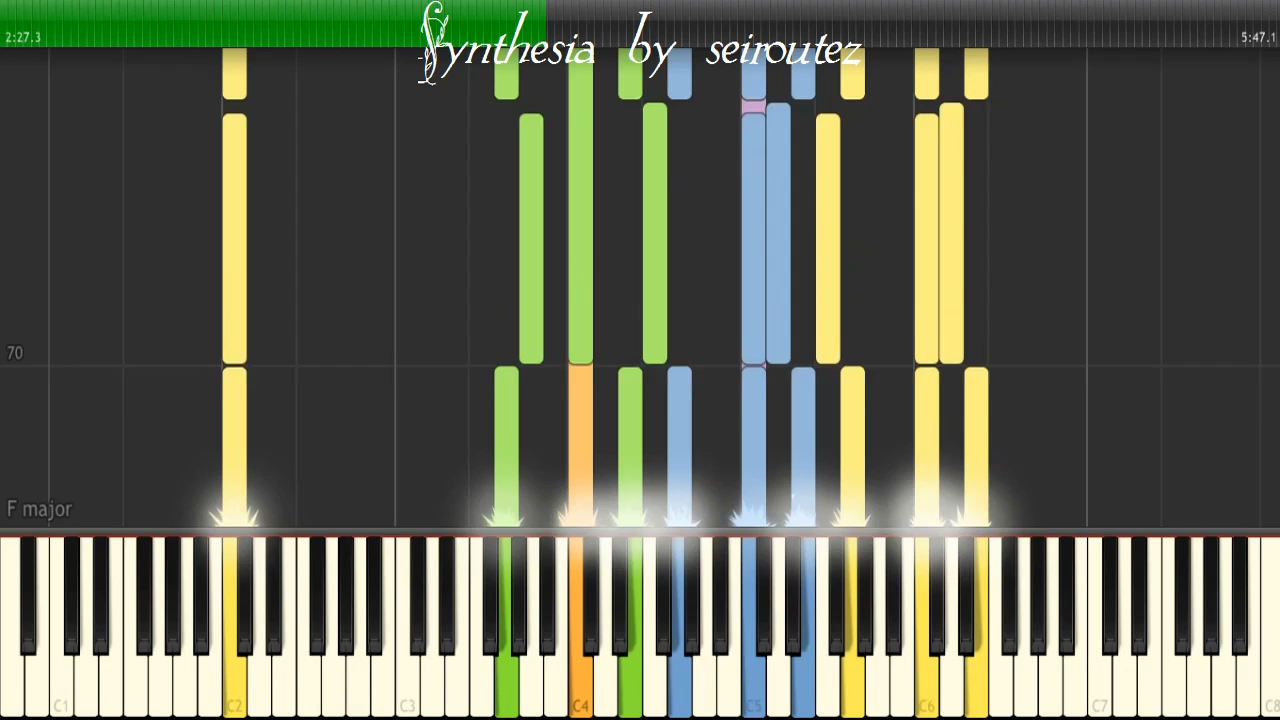 Synthesia by seiroutez
2:27.3
5:47.1
70
F major
C1 C2 C3 C4 C5 C6 C7 C8